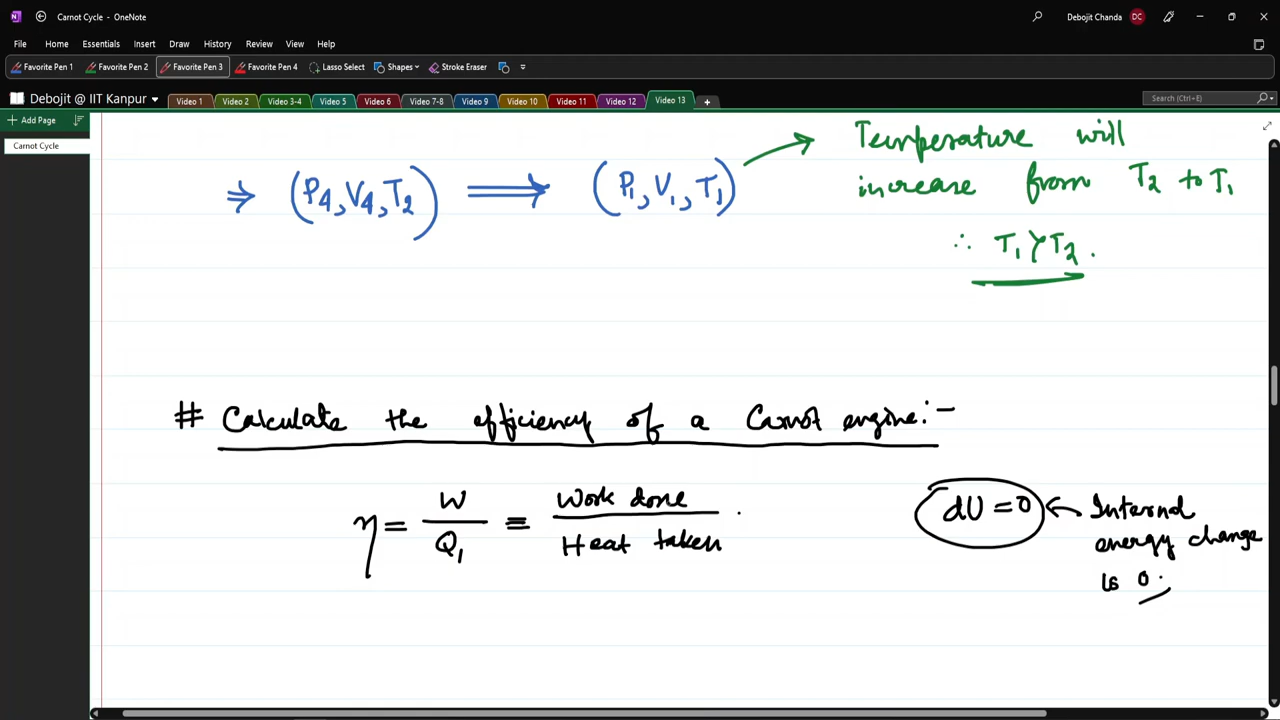 Carnot Cycle - OneNote
Debojit Chanda DC
File Home Essentials Insert Draw History Review View Help
Favorite Pen 1 Favorite Pen 2 Favorite Pen 3 Favorite Pen 4 Lasso Select Shapes Stroke Eraser
Debojit @ IIT Kanpur Video 1 Video 2 Video 3-4 Video 5 Video 6 Video 7-8 Video 9 Video 10 Video 11 Video 12 Video 13 +
Search (Ctrl+E)
+ Add Page
Carnot Cycle
⇒ (P₄, V₄, T₂) ⟹ (P₁, V₁, T₁) → Temperature will
increase from T₂ to T₁
∴ T₁ > T₂.
# Calculate the efficiency of a Carnot engine:-
η = W/Q₁ = Work done/Heat taken.
dU = 0 ← Internal
energy change
is 0.